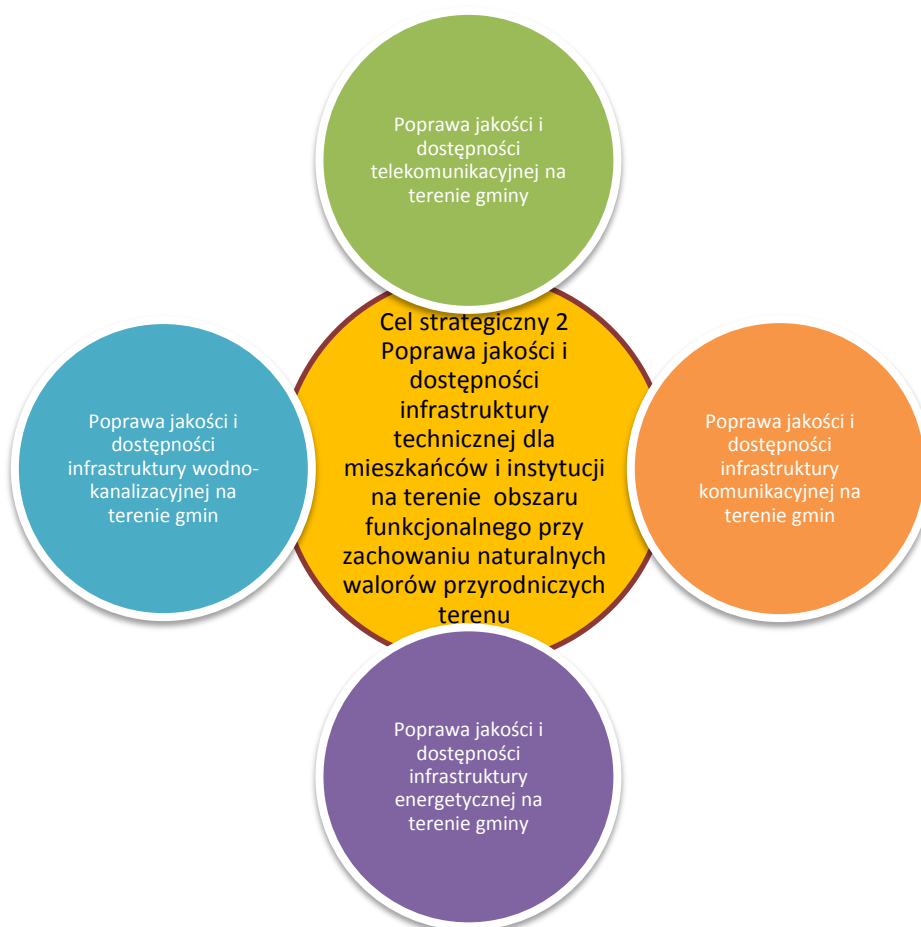 Poprawa jakości i
dostępności
telekomunikacyjnej na
terenie gminy
Cel strategiczny 2
Poprawa jakości i
dostępności
infrastruktury
technicznej dla
mieszkańców i instytucji
na terenie  obszaru
funkcjonalnego przy
zachowaniu naturalnych
walorów przyrodniczych
terenu
Poprawa jakości i
dostępności
infrastruktury wodno-
kanalizacyjnej na
terenie gmin
Poprawa jakości i
dostępności
infrastruktury
komunikacyjnej na
terenie gmin
Poprawa jakości i
dostępności
infrastruktury
energetycznej na
terenie gminy